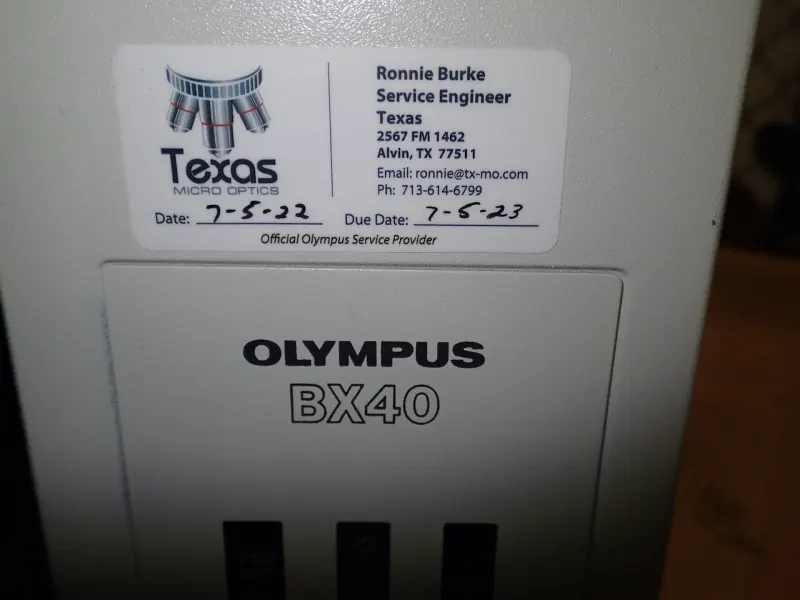 Texas
MICRO OPTICS
Ronnie Burke
Service Engineer
Texas
2567 FM 1462
Alvin, TX 77511
Email: ronnie@tx-mo.com
Ph: 713-614-6799
Date: 7-5-22 Due Date: 7-5-23
Official Olympus Service Provider
OLYMPUS
BX40